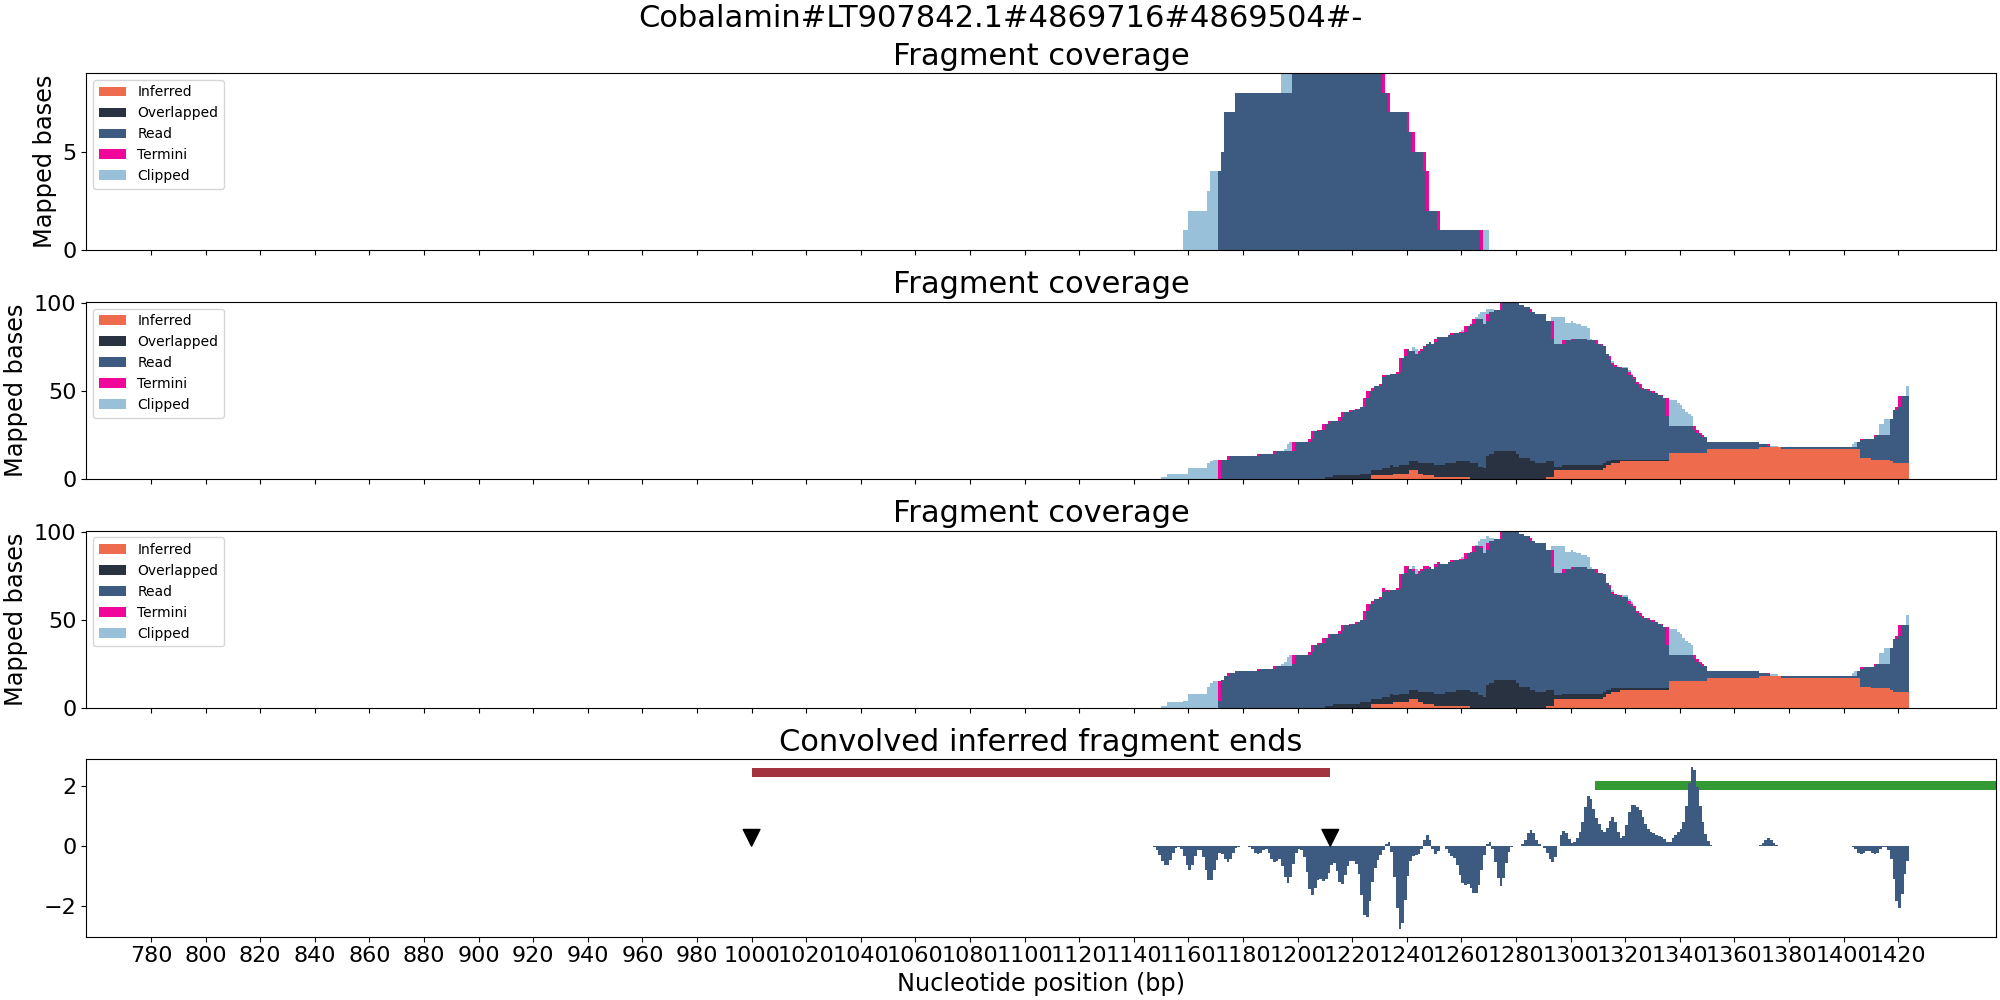 Cobalamin#LT907842.1#4869716#4869504#-
Fragment coverage
Mapped bases
5
0
Inferred
Overlapped
Read
Termini
Clipped
Fragment coverage
Mapped bases
100
50
0
Inferred
Overlapped
Read
Termini
Clipped
Fragment coverage
Mapped bases
100
50
0
Inferred
Overlapped
Read
Termini
Clipped
Convolved inferred fragment ends
2
0
−2
780 800 820 840 860 880 900 920 940 960 980 1000 1020 1040 1060 1080 1100 1120 1140 1160 1180 1200 1220 1240 1260 1280 1300 1320 1340 1360 1380 1400 1420
Nucleotide position (bp)